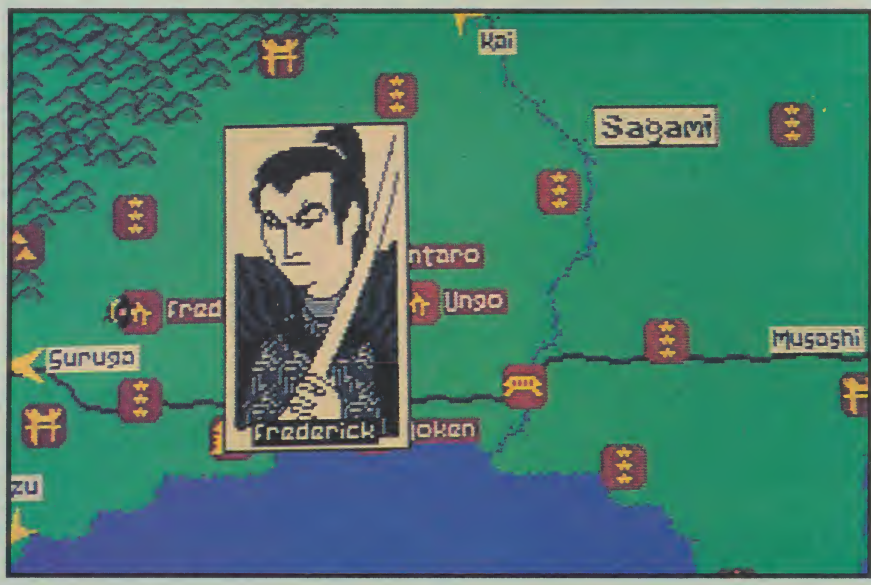 Kai
Sagami
ntaro
Fred
Ungo
Suruga
Musashi
Frederick
oken
zu